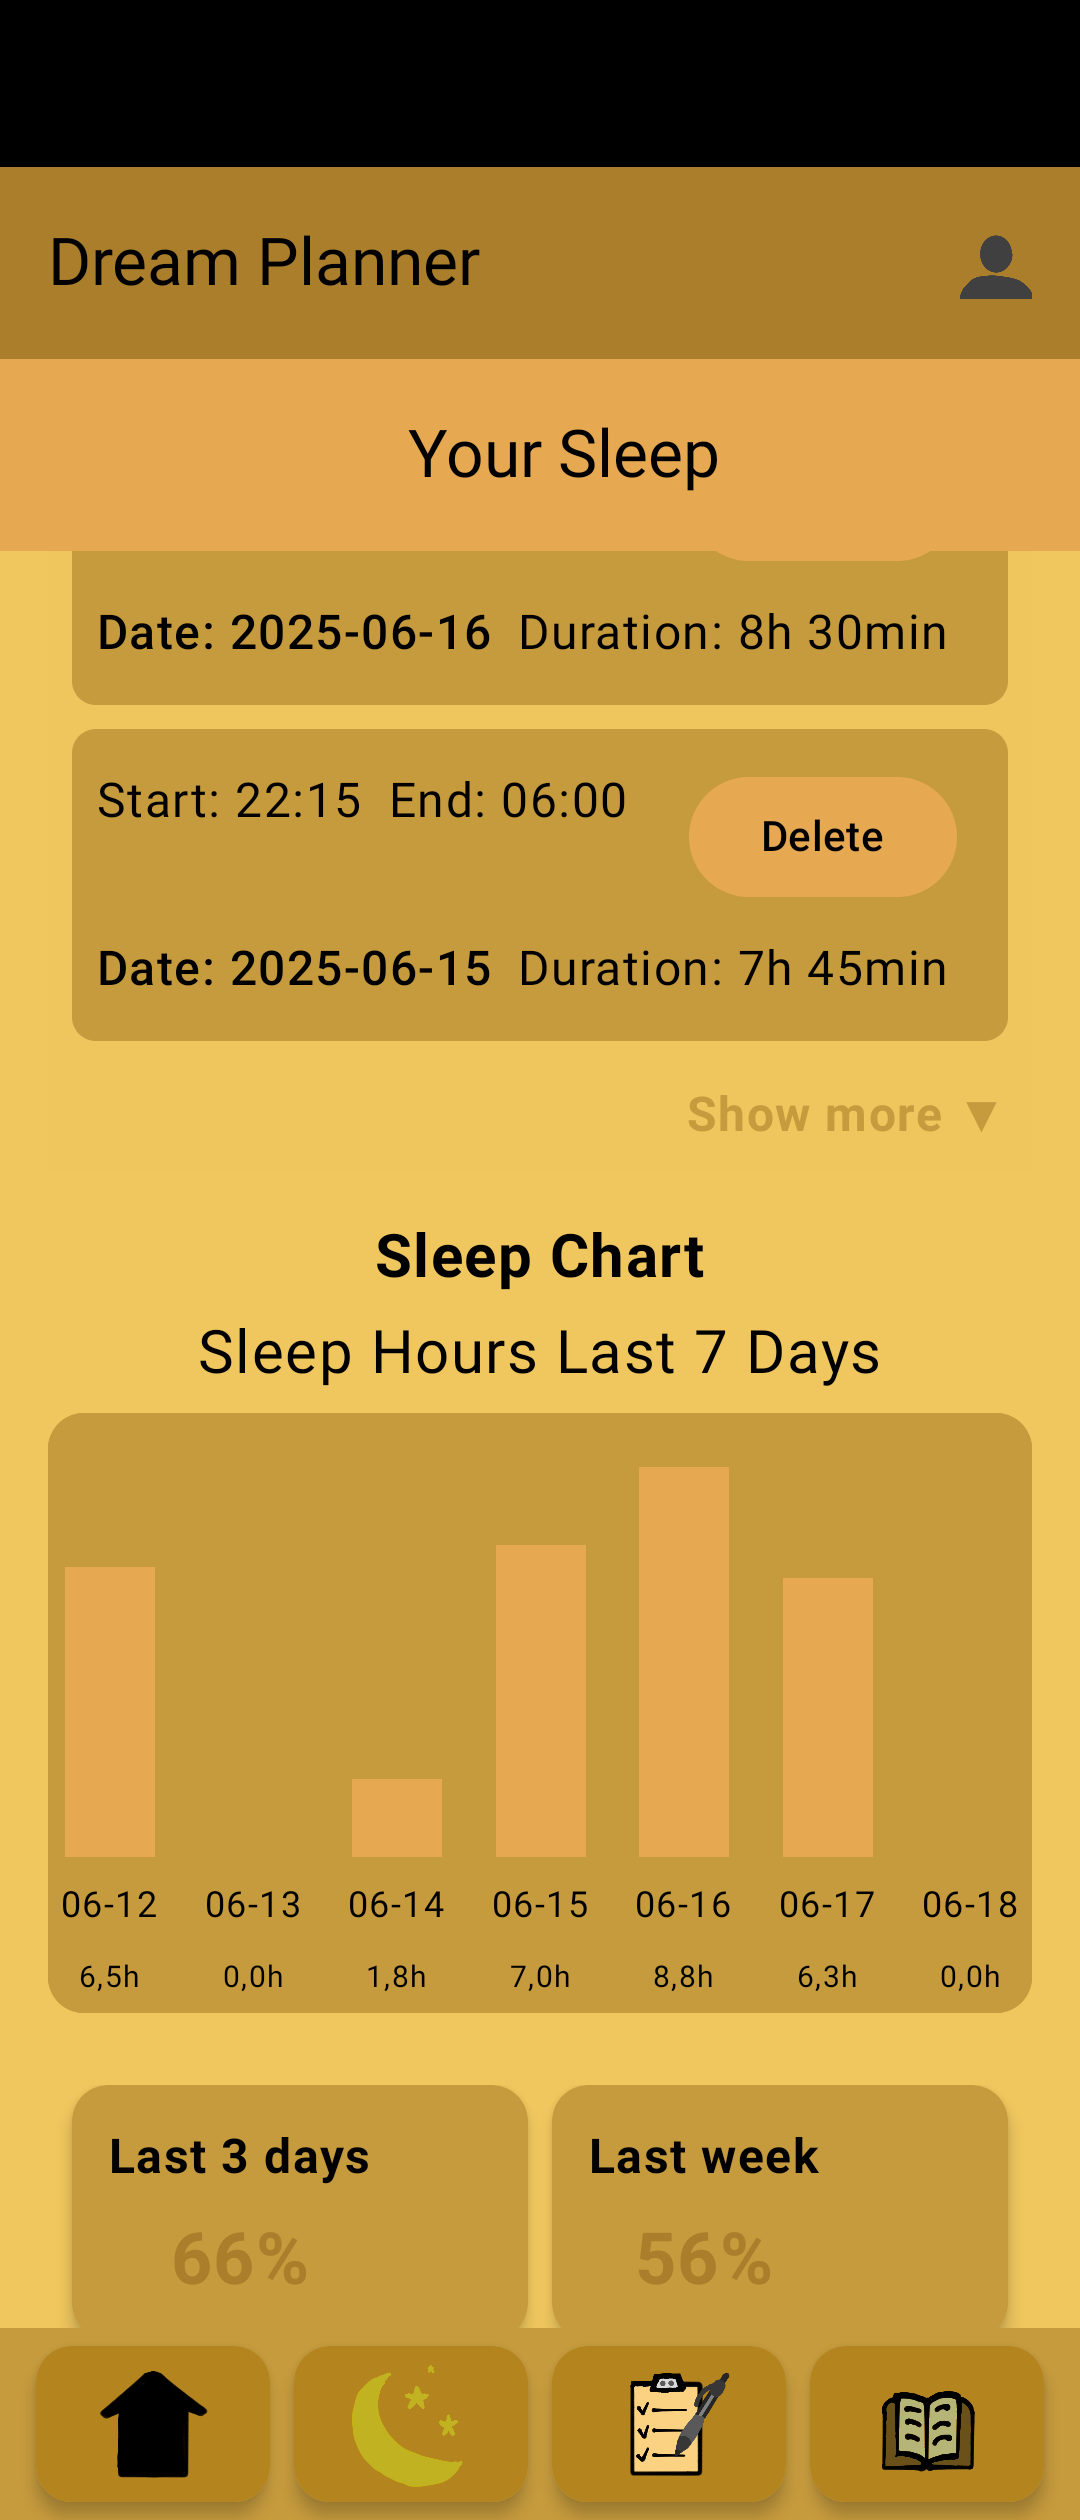 Dream Planner
Your Sleep
Date: 2025-06-16 Duration: 8h 30min
Start: 22:15 End: 06:00
Delete
Date: 2025-06-15 Duration: 7h 45min
Show more ▼
Sleep Chart
Sleep Hours Last 7 Days
06-12 06-13 06-14 06-15 06-16 06-17 06-18
6,5h 0,0h 1,8h 7,0h 8,8h 6,3h 0,0h
Last 3 days
66%
Last week
56%